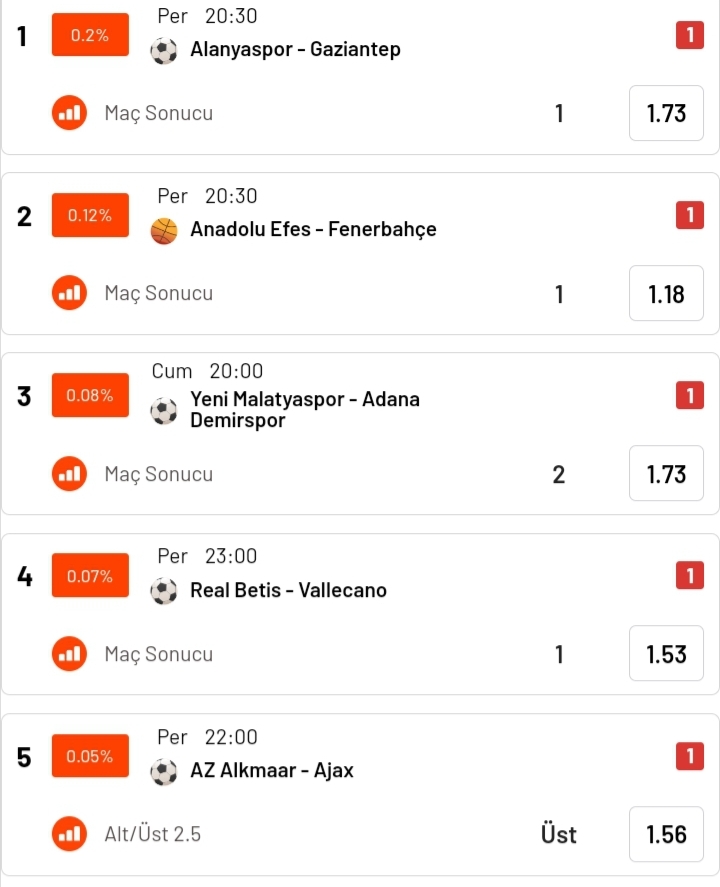 Per 20:30
1 0.2% Alanyaspor - Gaziantep 1
Maç Sonucu 1 1.73
Per 20:30
2 0.12% Anadolu Efes - Fenerbahçe 1
Maç Sonucu 1 1.18
Cum 20:00
3 0.08% Yeni Malatyaspor - Adana 1
Demirspor
Maç Sonucu 2 1.73
Per 23:00
4 0.07% Real Betis - Vallecano 1
Maç Sonucu 1 1.53
Per 22:00
5 0.05% AZ Alkmaar - Ajax 1
Alt/Üst 2.5 Üst 1.56